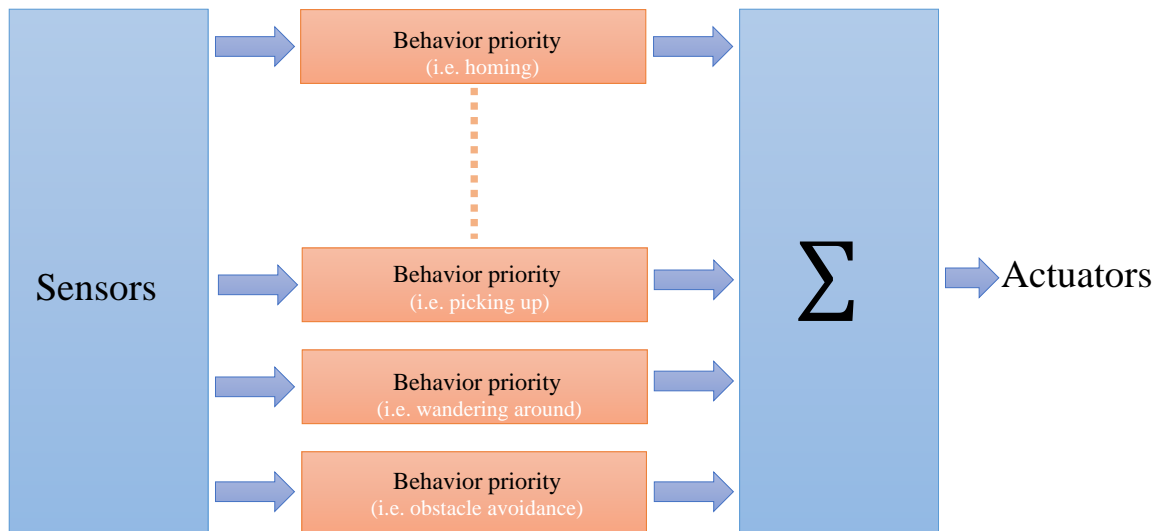 Behavior priority
(i.e. homing)
Sensors
Behavior priority
(i.e. picking up)
Σ
Actuators
Behavior priority
(i.e. wandering around)
Behavior priority
(i.e. obstacle avoidance)